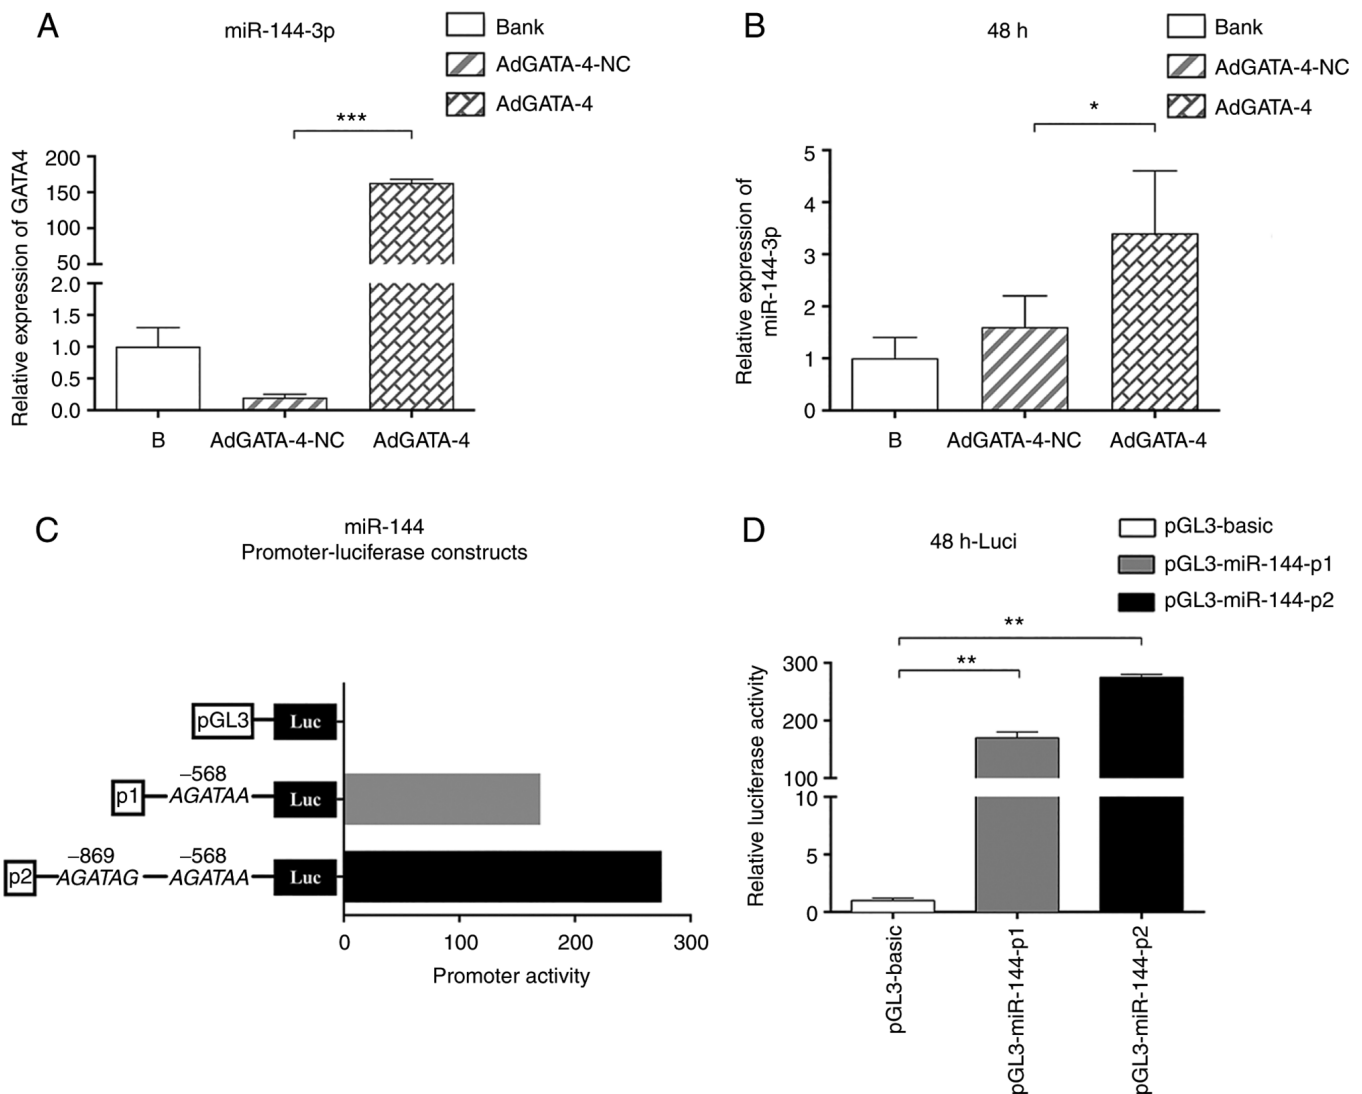 A
miR-144-3p
Bank
AdGATA-4-NC
AdGATA-4
***
Relative expression of GATA4
200
150
100
50
2.0
1.5
1.0
0.5
0.0
B
AdGATA-4-NC
AdGATA-4
B
48 h
Bank
AdGATA-4-NC
AdGATA-4
*
Relative expression of
miR-144-3p
5
4
3
2
1
0
B
AdGATA-4-NC
AdGATA-4
C
miR-144
Promoter-luciferase constructs
pGL3
Luc
–568
p1
AGATAA
Luc
–869
–568
p2
AGATAG
AGATAA
Luc
0
100
200
300
Promoter activity
D
48 h-Luci
pGL3-basic
pGL3-miR-144-p1
pGL3-miR-144-p2
**
**
Relative luciferase activity
300
200
100
10
5
0
pGL3-basic
pGL3-miR-144-p1
pGL3-miR-144-p2